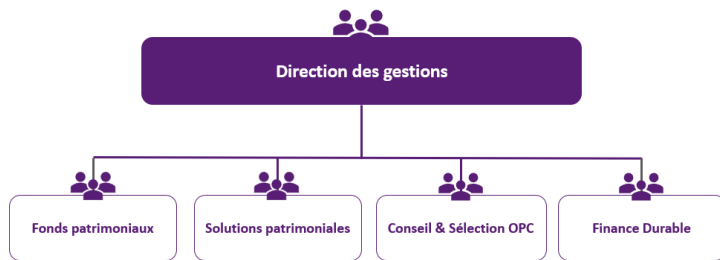 Direction des gestions
Fonds patrimoniaux
Solutions patrimoniales
Conseil & Sélection OPC
Finance Durable